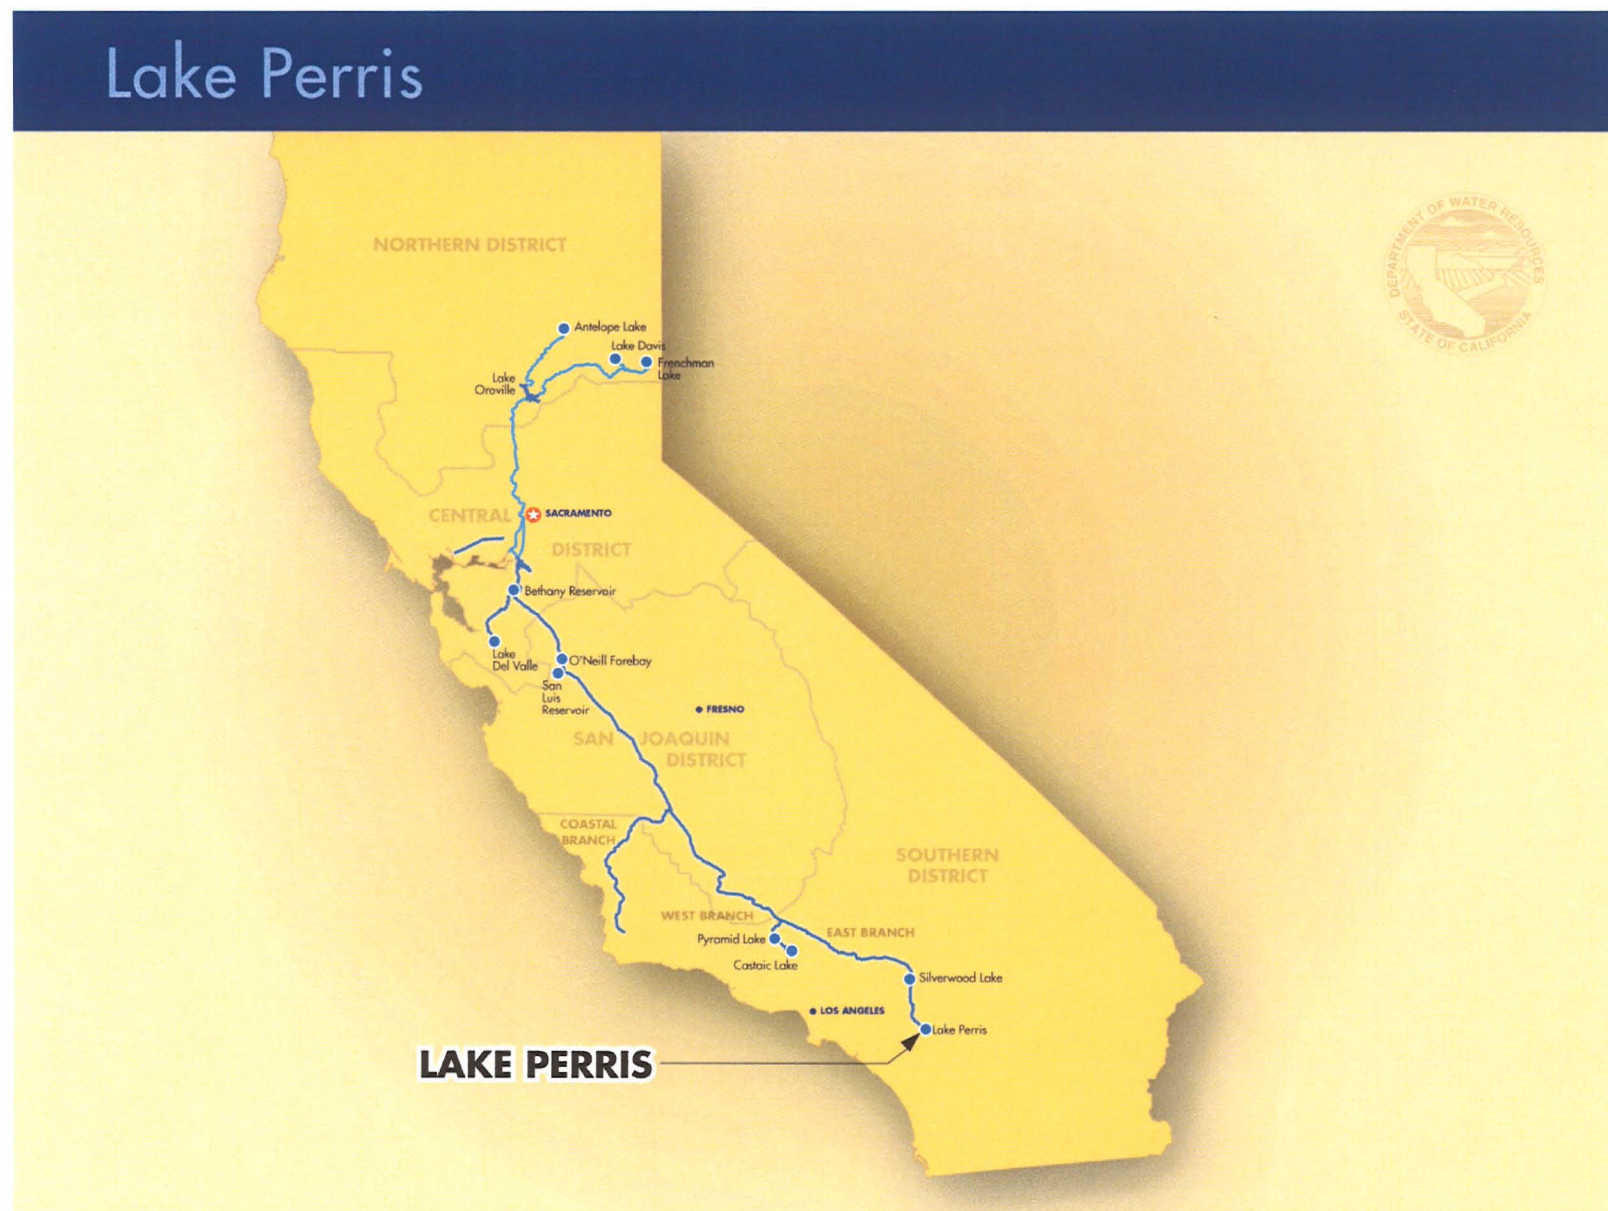 Lake Perris
DEPARTMENT OF WATER RESOURCES
STATE OF CALIFORNIA
NORTHERN DISTRICT
Antelope Lake
Lake Davis
Frenchman
Lake
Lake
Oroville
CENTRAL
SACRAMENTO
DISTRICT
Bethany Reservoir
Lake
Del Valle
O'Neill Forebay
San
Luis
Reservoir
FRESNO
SAN JOAQUIN
DISTRICT
COASTAL
BRANCH
SOUTHERN
DISTRICT
WEST BRANCH
EAST BRANCH
Pyramid Lake
Castaic Lake
Silverwood Lake
LOS ANGELES
Lake Perris
LAKE PERRIS